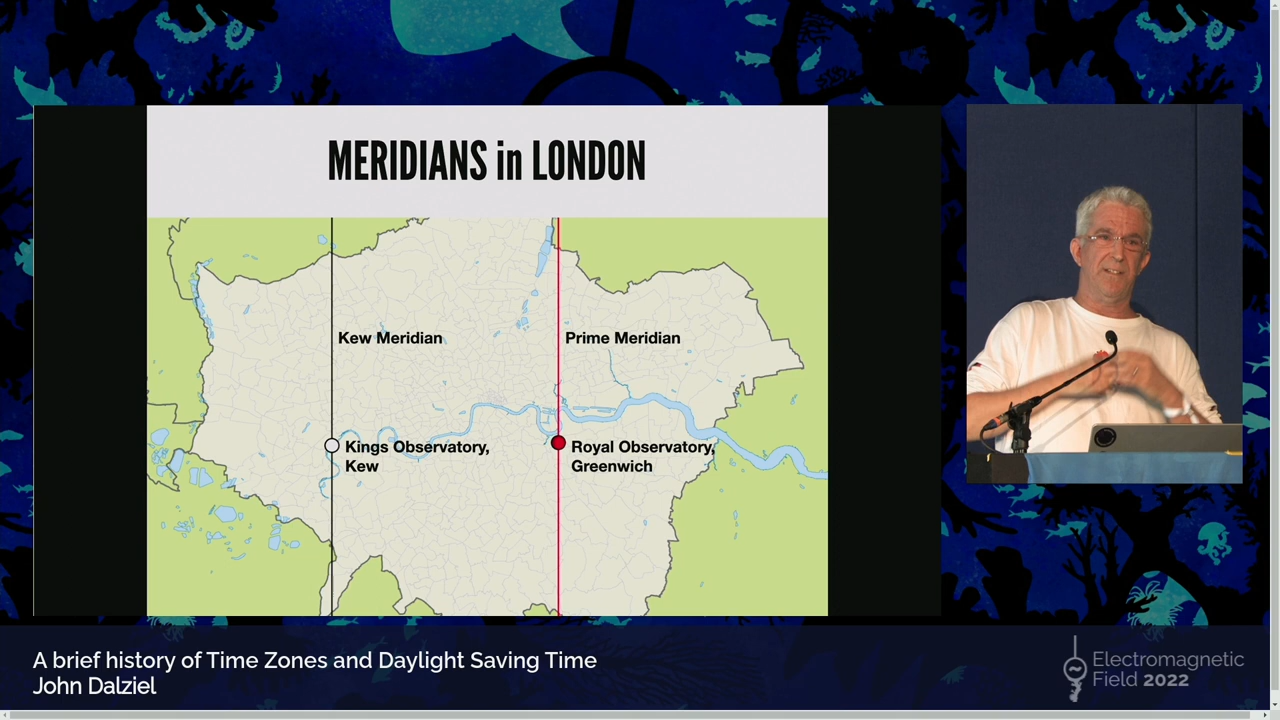 MERIDIANS in LONDON
Kew Meridian
Prime Meridian
Kings Observatory,
Kew
Royal Observatory,
Greenwich
A brief history of Time Zones and Daylight Saving Time
John Dalziel
Electromagnetic
Field 2022